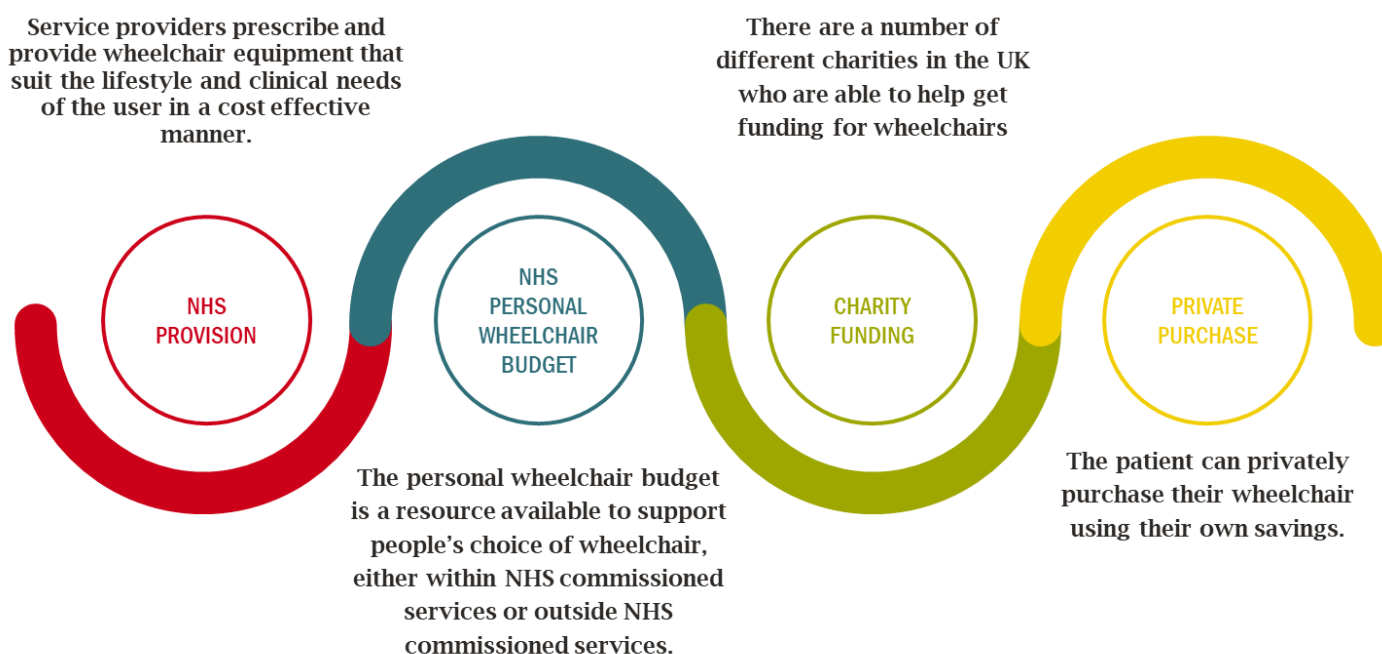 Service providers prescribe and
provide wheelchair equipment that
suit the lifestyle and clinical needs
of the user in a cost effective
manner.
There are a number of
different charities in the UK
who are able to help get
funding for wheelchairs
NHS
PROVISION
NHS
PERSONAL
WHEELCHAIR
BUDGET
CHARITY
FUNDING
PRIVATE
PURCHASE
The personal wheelchair budget
is a resource available to support
people’s choice of wheelchair,
either within NHS commissioned
services or outside NHS
commissioned services.
The patient can privately
purchase their wheelchair
using their own savings.